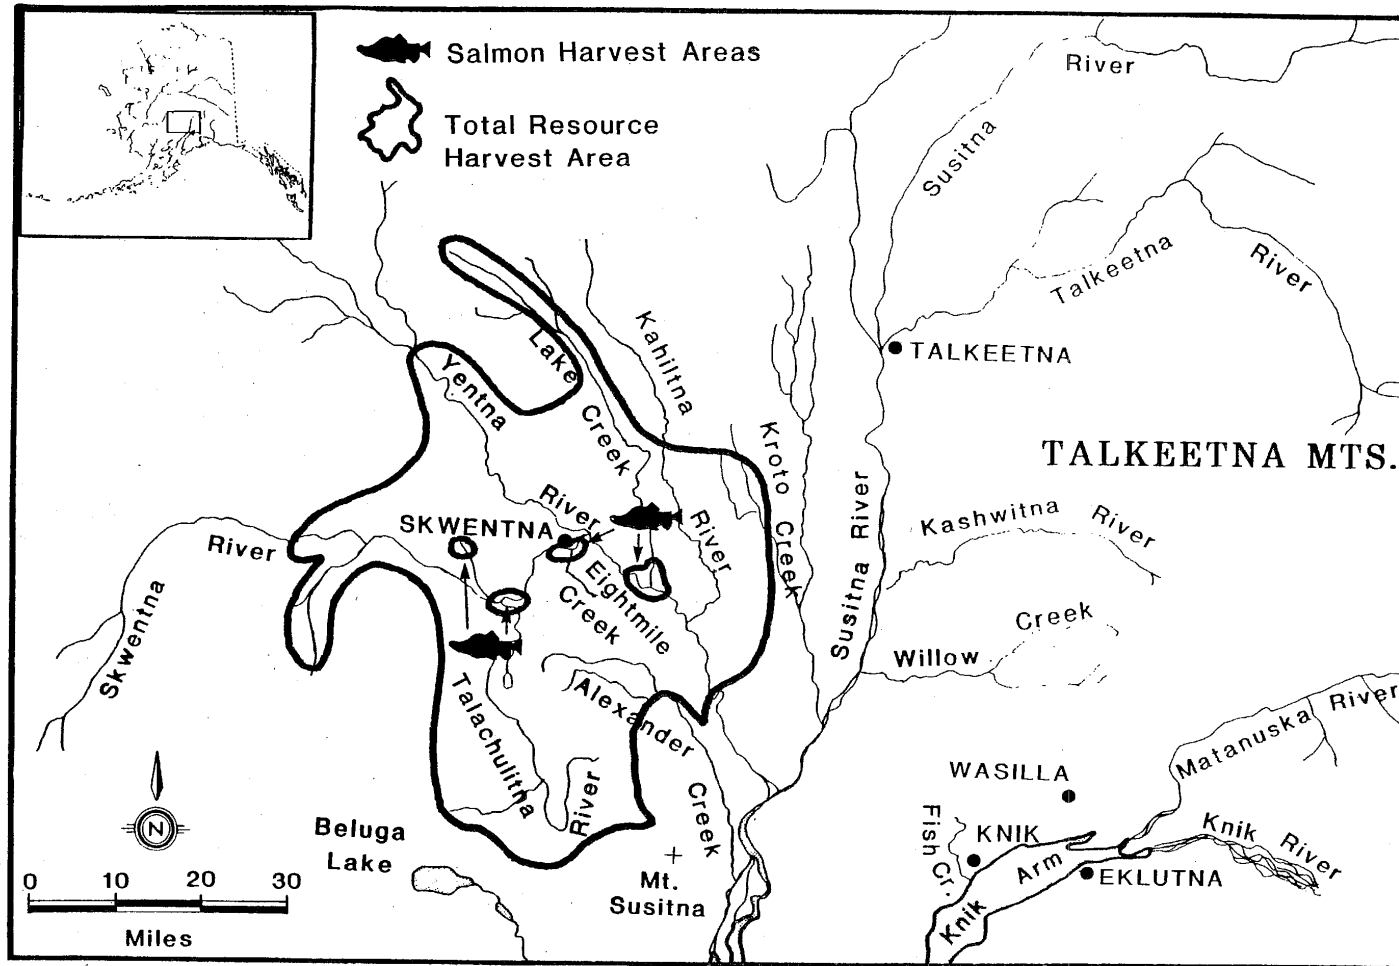 Salmon Harvest Areas
Total Resource
Harvest Area
River
Susitna
Talkeetna
River
TALKEETNA
TALKEETNA MTS.
Lake
Creek
Kahiltna
River
Yentna
River
Kroto
Creek
Susitna River
Kashwitna River
SKWENTNA
River
Skwentna
Eightmile
Creek
Willow Creek
Talachulitna
River
Alexander
Creek
Matanuska River
WASILLA
Fish Cr.
KNIK
Knik Arm
Knik River
EKLUTNA
Beluga
Lake
Mt.
Susitna
N
0 10 20 30
Miles